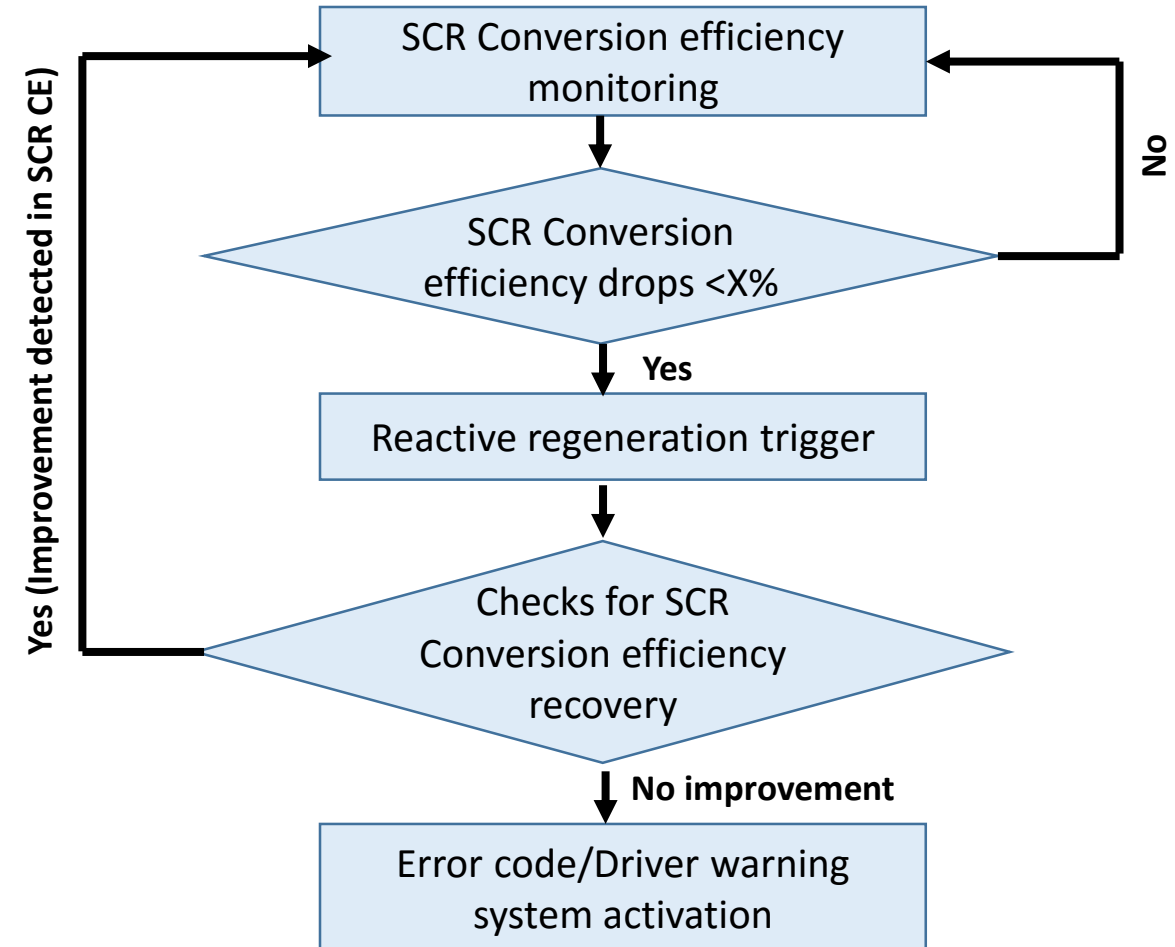 SCR Conversion efficiency
monitoring
SCR Conversion
efficiency drops <X%
No
Yes
Reactive regeneration trigger
Checks for SCR
Conversion efficiency
recovery
Yes (Improvement detected in SCR CE)
No improvement
Error code/Driver warning
system activation